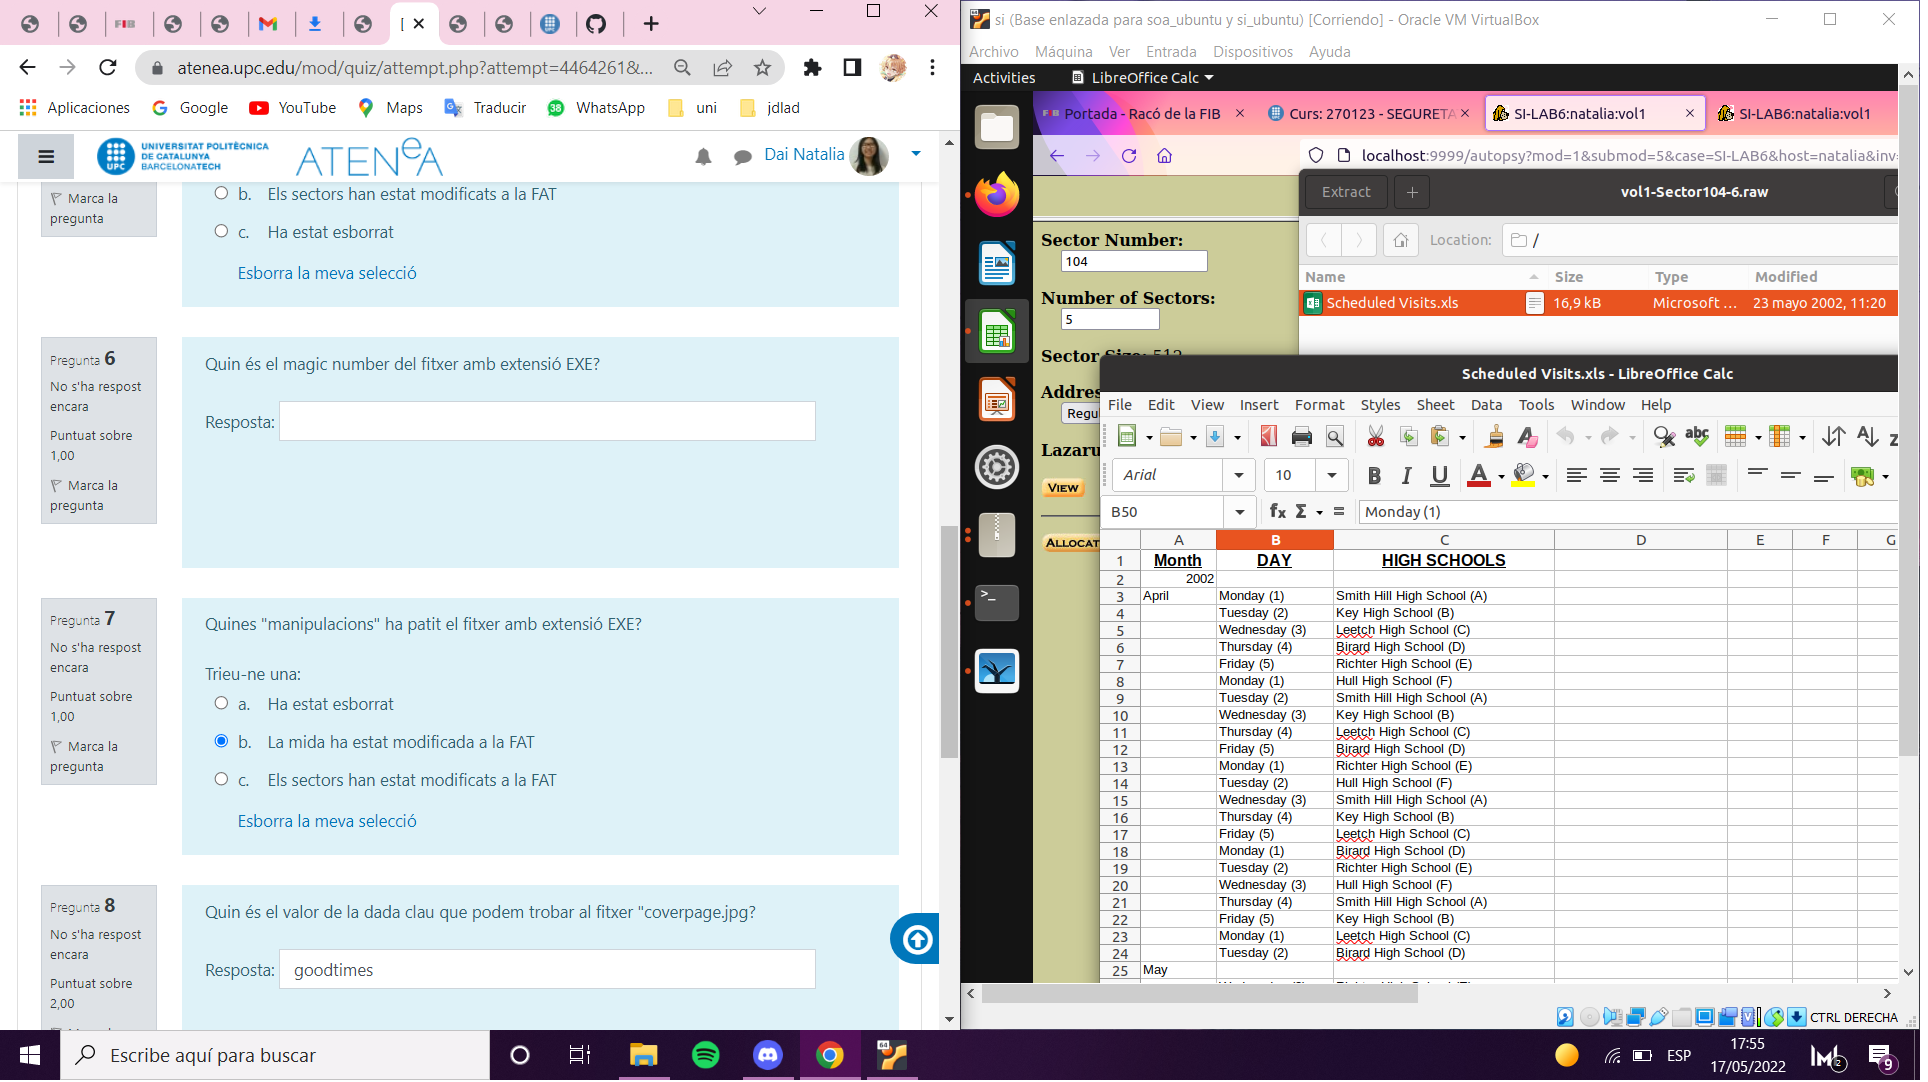 FIB
[
atenea.upc.edu/mod/quiz/attempt.php?attempt=4464261&...
Aplicaciones
Google
YouTube
Maps
Traducir
38
WhatsApp
uni
jdlad
UPC
UNIVERSITAT POLITÈCNICA
DE CATALUNYA
BARCELONATECH
ATENeA
Dai Natalia
Marca la
pregunta
b. Els sectors han estat modificats a la FAT
c. Ha estat esborrat
Esborra la meva selecció
Pregunta 6
No s'ha respost
encara
Puntuat sobre
1,00
Marca la
pregunta
Quin és el magic number del fitxer amb extensió EXE?
Resposta:
Pregunta 7
No s'ha respost
encara
Puntuat sobre
1,00
Marca la
pregunta
Quines "manipulacions" ha patit el fitxer amb extensió EXE?
Trieu-ne una:
a. Ha estat esborrat
b. La mida ha estat modificada a la FAT
c. Els sectors han estat modificats a la FAT
Esborra la meva selecció
Pregunta 8
No s'ha respost
encara
Puntuat sobre
2,00
Quin és el valor de la dada clau que podem trobar al fitxer "coverpage.jpg?
Resposta: goodtimes
si (Base enlazada para soa_ubuntu y si_ubuntu) [Corriendo] - Oracle VM VirtualBox
Archivo Máquina Ver Entrada Dispositivos Ayuda
Activities
LibreOffice Calc
Portada - Racó de la FIB
Curs: 270123 - SEGURETA
SI-LAB6:natalia:vol1
SI-LAB6:natalia:vol1
localhost:9999/autopsy?mod=1&submod=5&case=SI-LAB6&host=natalia&inv
Sector Number:
104
Number of Sectors:
5
Sector Size: 512
Addres
Regu
Lazaru
VIEW
ALLOCAT
Extract
+
vol1-Sector104-6.raw
Location: /
Name Size Type Modified
Scheduled Visits.xls 16,9 kB Microsoft ... 23 mayo 2002, 11:20
Scheduled Visits.xls - LibreOffice Calc
File Edit View Insert Format Styles Sheet Data Tools Window Help
abc
Arial
10
B I U A
B50
fx Σ =
Monday (1)
A B C D E F G
1 Month DAY HIGH SCHOOLS
2 2002
3 April Monday (1) Smith Hill High School (A)
4 Tuesday (2) Key High School (B)
5 Wednesday (3) Leetch High School (C)
6 Thursday (4) Birard High School (D)
7 Friday (5) Richter High School (E)
8 Monday (1) Hull High School (F)
9 Tuesday (2) Smith Hill High School (A)
10 Wednesday (3) Key High School (B)
11 Thursday (4) Leetch High School (C)
12 Friday (5) Birard High School (D)
13 Monday (1) Richter High School (E)
14 Tuesday (2) Hull High School (F)
15 Wednesday (3) Smith Hill High School (A)
16 Thursday (4) Key High School (B)
17 Friday (5) Leetch High School (C)
18 Monday (1) Birard High School (D)
19 Tuesday (2) Richter High School (E)
20 Wednesday (3) Hull High School (F)
21 Thursday (4) Smith Hill High School (A)
22 Friday (5) Key High School (B)
23 Monday (1) Leetch High School (C)
24 Tuesday (2) Birard High School (D)
25 May
CTRL DERECHA
Escribe aquí para buscar
64
ESP
17:55
17/05/2022
2
9